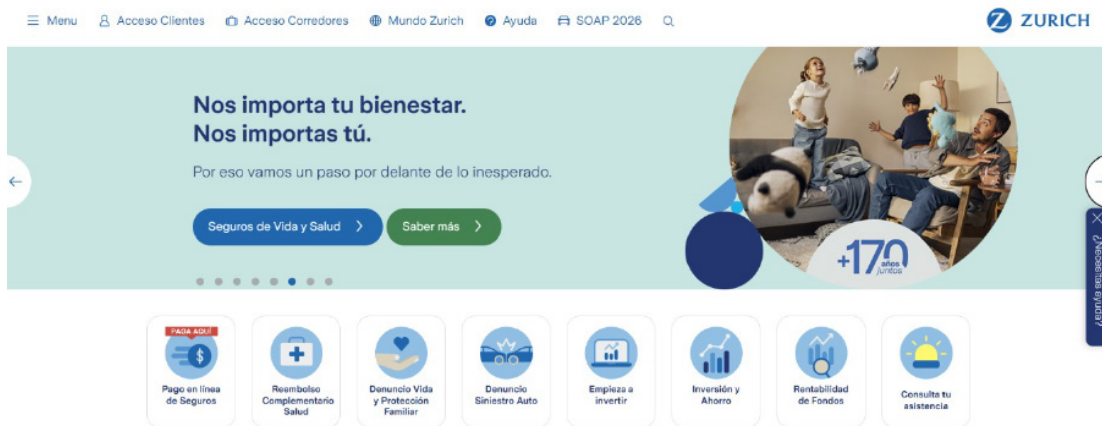 Menu
Acceso Clientes
Acceso Corredores
Mundo Zurich
Ayuda
SOAP 2026
ZURICH
Nos importa tu bienestar.
Nos importas tú.
Por eso vamos un paso por delante de lo inesperado.
Seguros de Vida y Salud
Saber más
+170
años
juntos
¿Necesitas ayuda?
PAGA AQUÍ
Pago en línea
de Seguros
Reembolso
Complementario
Salud
Denuncio Vida
y Protección
Familiar
Denuncio
Siniestro Auto
Empieza a
invertir
Inversión y
Ahorro
Rentabilidad
de Fondos
Consulta tu
asistencia